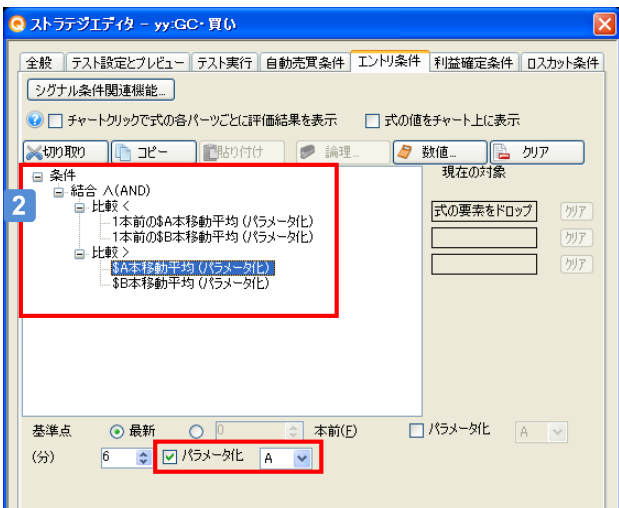 ストラテジエディタ - yy:GC・買い
全般 テスト設定とプレビュー テスト実行 自動売買条件 エントリ条件 利益確定条件 ロスカット条件
シグナル条件関連機能...
チャートクリックで式の各パーツごとに評価結果を表示 式の値をチャート上に表示
切り取り コピー 貼り付け 論理... 数値... クリア
条件 現在の対象
2 結合 ∧(AND)
比較 <
1本前の$A本移動平均 (パラメータ化) 式の要素をドロップ クリア
1本前の$B本移動平均 (パラメータ化) クリア
比較 >
$A本移動平均 (パラメータ化) クリア
$B本移動平均 (パラメータ化)
基準点 最新 0 本前(F) パラメータ化 A
(分) 6 パラメータ化 A